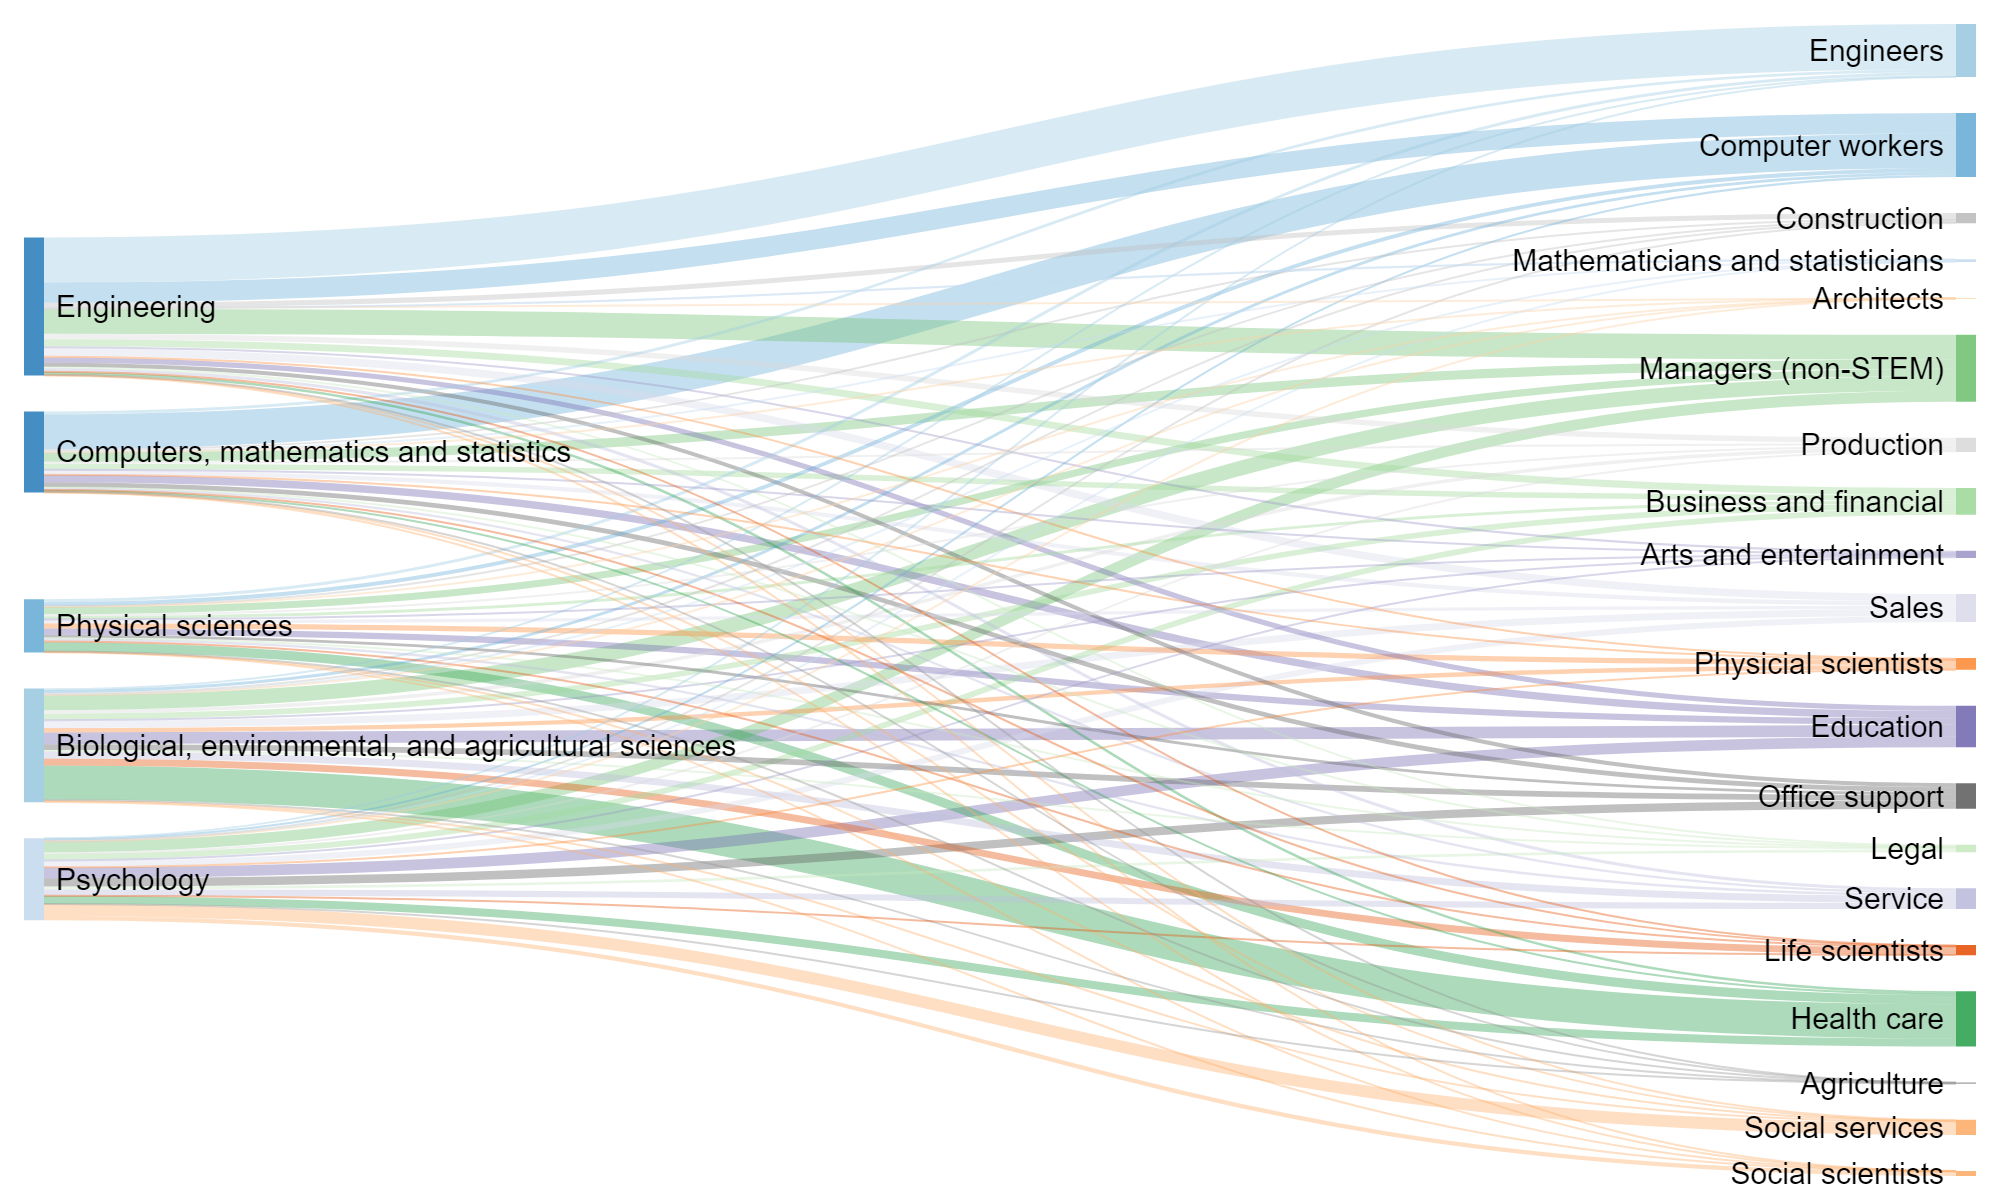 Engineering
Computers, mathematics and statistics
Physical sciences
Biological, environmental, and agricultural sciences
Psychology
Engineers
Computer workers
Construction
Mathematicians and statisticians
Architects
Managers (non-STEM)
Production
Business and financial
Arts and entertainment
Sales
Physicial scientists
Education
Office support
Legal
Service
Life scientists
Health care
Agriculture
Social services
Social scientists